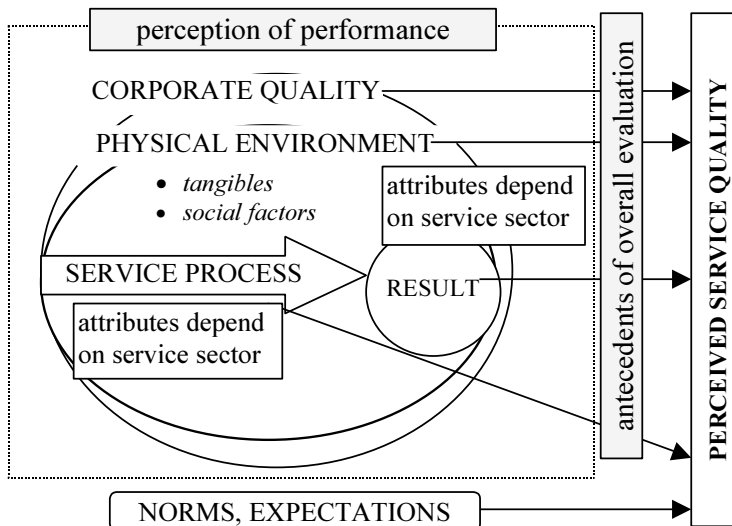 perception of performance
CORPORATE QUALITY
PHYSICAL ENVIRONMENT
• tangibles
• social factors
attributes depend
on service sector
SERVICE PROCESS
RESULT
attributes depend
on service sector
NORMS, EXPECTATIONS
antecedents of overall evaluation
PERCEIVED SERVICE QUALITY